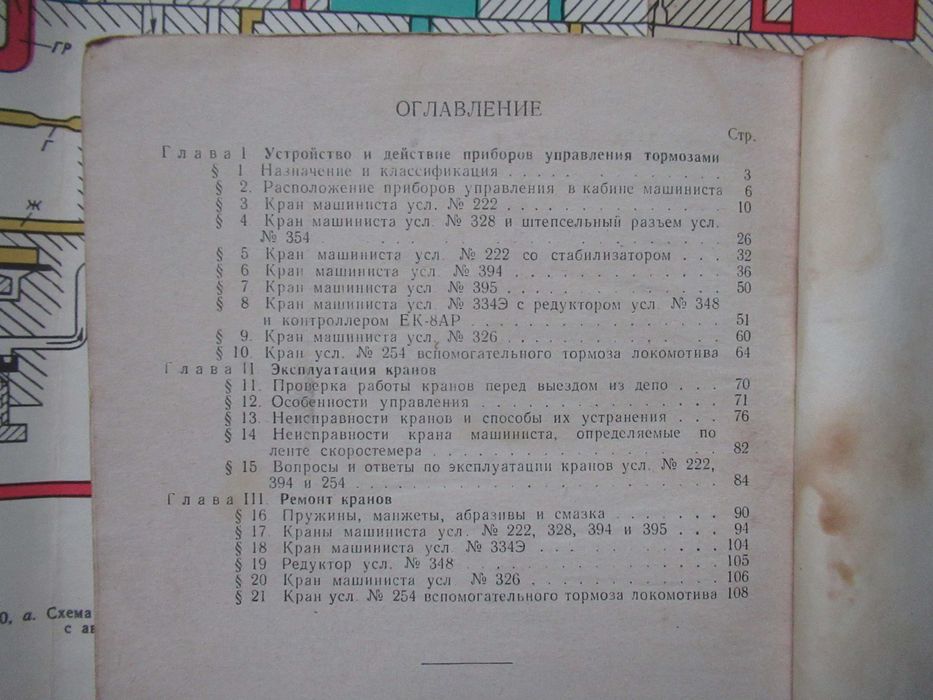 ГР
Г
Ж
ОГЛАВЛЕНИЕ
Стр.
Глава I Устройство и действие приборов управления тормозами
§ 1 Назначение и классификация . . . . . . . . . . 3
§ 2. Расположение приборов управления в кабине машиниста 6
§ 3 Кран машиниста усл. № 222 . . . . . . . . . . 10
§ 4 Кран машиниста усл. № 328 и штепсельный разъем усл.
№ 354 . . . . . . . . . . 26
§ 5 Кран машиниста усл. № 222 со стабилизатором . . . 32
§ 6 Кран машиниста усл № 394 . . . . . . . . . . 36
§ 7 Кран машиниста усл. № 395 . . . . . . . . . . 50
§ 8 Кран машиниста усл. № 334Э с редуктором усл. № 348
и контроллером ЕК-8АР . . . . . . . . . . 51
§ 9. Кран машиниста усл. № 326 . . . . . . . . . . 60
§ 10. Кран усл. № 254 вспомогательного тормоза локомотива 64
Глава II Эксплуатация кранов
§ 11. Проверка работы кранов перед выездом из депо . . . 70
§ 12. Особенности управления . . . . . . . . . . 71
§ 13. Неисправности кранов и способы их устранения . . . 76
§ 14 Неисправности крана машиниста, определяемые по
ленте скоростемера . . . . . . . . . . 82
§ 15 Вопросы и ответы по эксплуатации кранов усл. № 222,
394 и 254 . . . . . . . . . . 84
Глава III. Ремонт кранов
§ 16 Пружины, манжеты, абразивы и смазка . . . . . . . 90
§ 17. Краны машиниста усл. № 222, 328, 394 и 395 . . . 94
§ 18 Кран машиниста усл. № 334Э . . . . . . . . . 104
§ 19 Редуктор усл. № 348 . . . . . . . . . . 105
§ 20 Кран машиниста усл № 326 . . . . . . . . . . 106
§ 21 Кран усл. № 254 вспомогательного тормоза локомотива 108
0, а. Схема
с ав